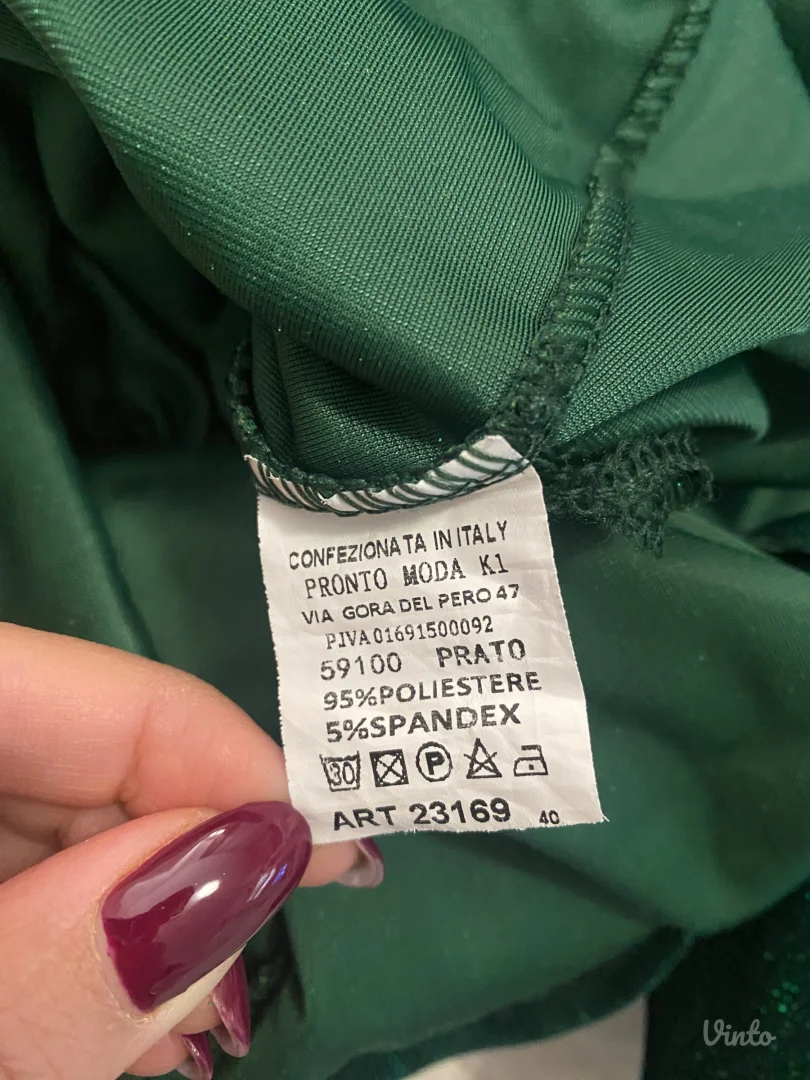 CONFEZIONATA IN ITALY
PRONTO MODA K1
VIA GORA DEL PERO 47
PIVA 01691500092
59100 PRATO
95%POLIESTERE
5%SPANDEX
30 P
ART 23169 40
Vinto